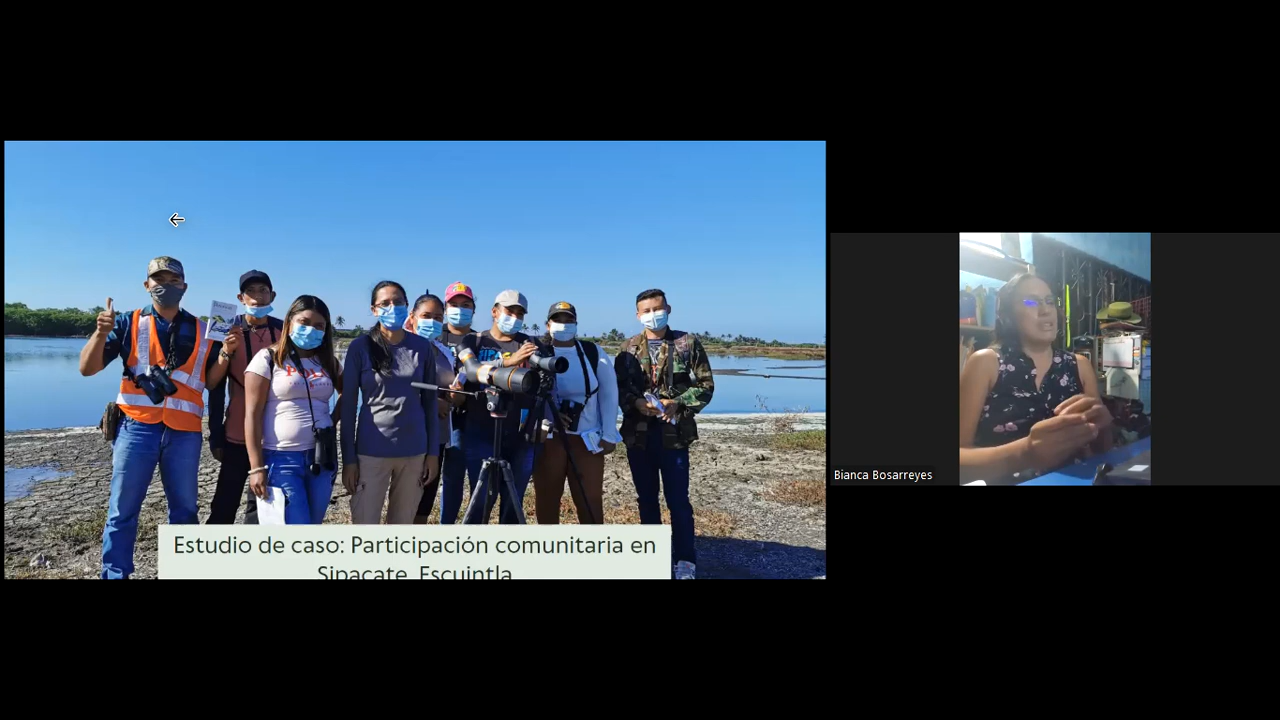 Estudio de caso: Participación comunitaria en
Sipacate, Escuintla
Bianca Bosarreyes